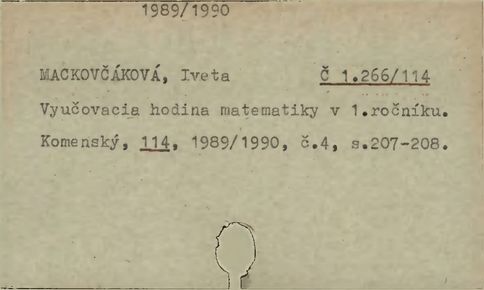 1989/1990
MACKOVČÁKOVÁ, Iveta Č 1.266/114
Vyučovacia hodina matematiky v 1.ročníku.
Komenský, 114, 1989/1990, č.4, s.207-208.